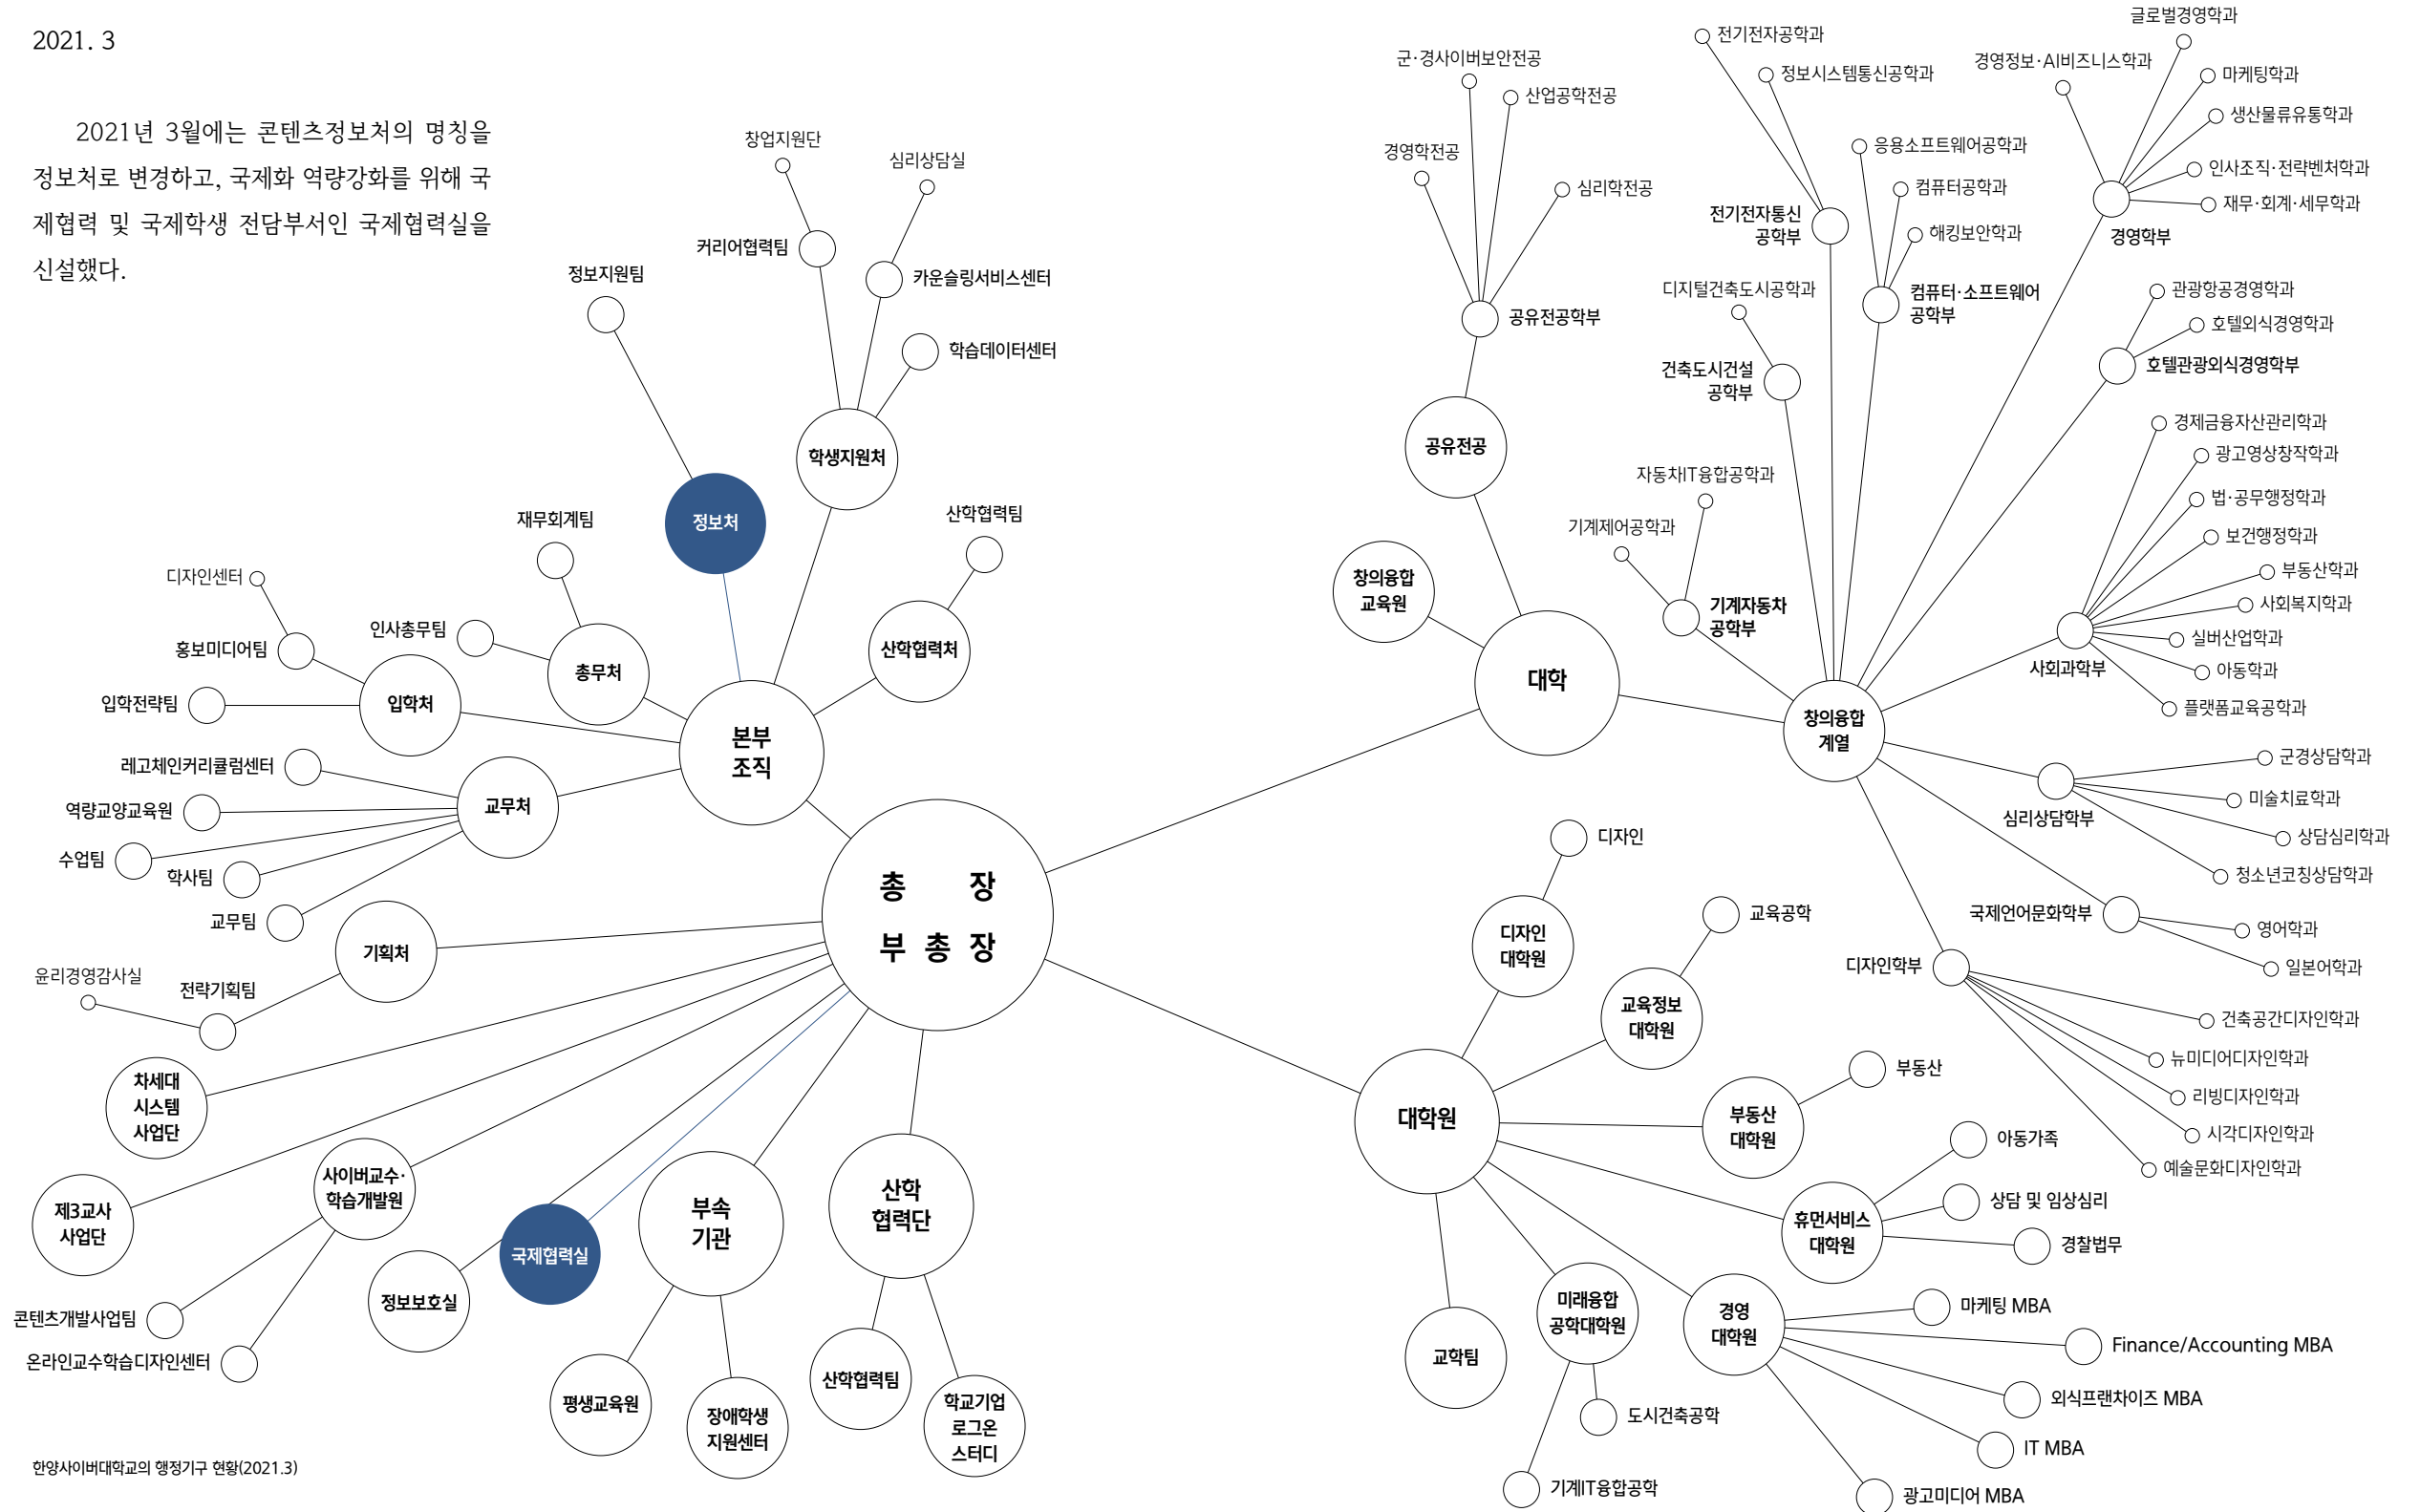 2021. 3
2021년 3월에는 콘텐츠정보처의 명칭을
정보처로 변경하고, 국제화 역량강화를 위해 국
제협력 및 국제학생 전담부서인 국제협력실을
신설했다.
창업지원단
심리상담실
커리어협력팀
카운슬링서비스센터
정보지원팀
학습데이터센터
학생지원처
정보처
재무회계팀
산학협력팀
디자인센터
인사총무팀
홍보미디어팀
총무처
산학협력처
입학전략팀
입학처
본부
조직
레고체인커리큘럼센터
역량교양교육원
교무처
수업팀
학사팀
교무팀
총 장
부 총 장
기획처
윤리경영감사실
전략기획팀
차세대
시스템
사업단
제3교사
사업단
사이버교수·
학습개발원
콘텐츠개발사업팀
온라인교수학습디자인센터
정보보호실
국제협력실
부속
기관
산학
협력단
평생교육원
장애학생
지원센터
산학협력팀
학교기업
로그온
스터디
한양사이버대학교의 행정기구 현황(2021.3)
군·경사이버보안전공
산업공학전공
경영학전공
심리학전공
공유전공학부
공유전공
창의융합
교육원
대학
전기전자공학과
정보시스템통신공학과
전기전자통신
공학부
응용소프트웨어공학과
컴퓨터공학과
해킹보안학과
컴퓨터·소프트웨어
공학부
디지털건축도시공학과
건축도시건설
공학부
자동차IT융합공학과
기계제어공학과
기계자동차
공학부
창의융합
계열
글로벌경영학과
경영정보·AI비즈니스학과
마케팅학과
생산물류유통학과
인사조직·전략벤처학과
재무·회계·세무학과
경영학부
관광항공경영학과
호텔외식경영학과
호텔관광외식경영학부
경제금융자산관리학과
광고영상창작학과
법·공무행정학과
보건행정학과
부동산학과
사회복지학과
실버산업학과
아동학과
플랫폼교육공학과
사회과학부
군경상담학과
미술치료학과
상담심리학과
청소년코칭상담학과
심리상담학부
국제언어문화학부
영어학과
일본어학과
디자인학부
건축공간디자인학과
뉴미디어디자인학과
리빙디자인학과
시각디자인학과
예술문화디자인학과
디자인
디자인
대학원
교육공학
교육정보
대학원
부동산
부동산
대학원
대학원
아동가족
상담 및 임상심리
경찰법무
휴먼서비스
대학원
교학팀
미래융합
공학대학원
도시건축공학
기계IT융합공학
경영
대학원
마케팅 MBA
Finance/Accounting MBA
외식프랜차이즈 MBA
IT MBA
광고미디어 MBA